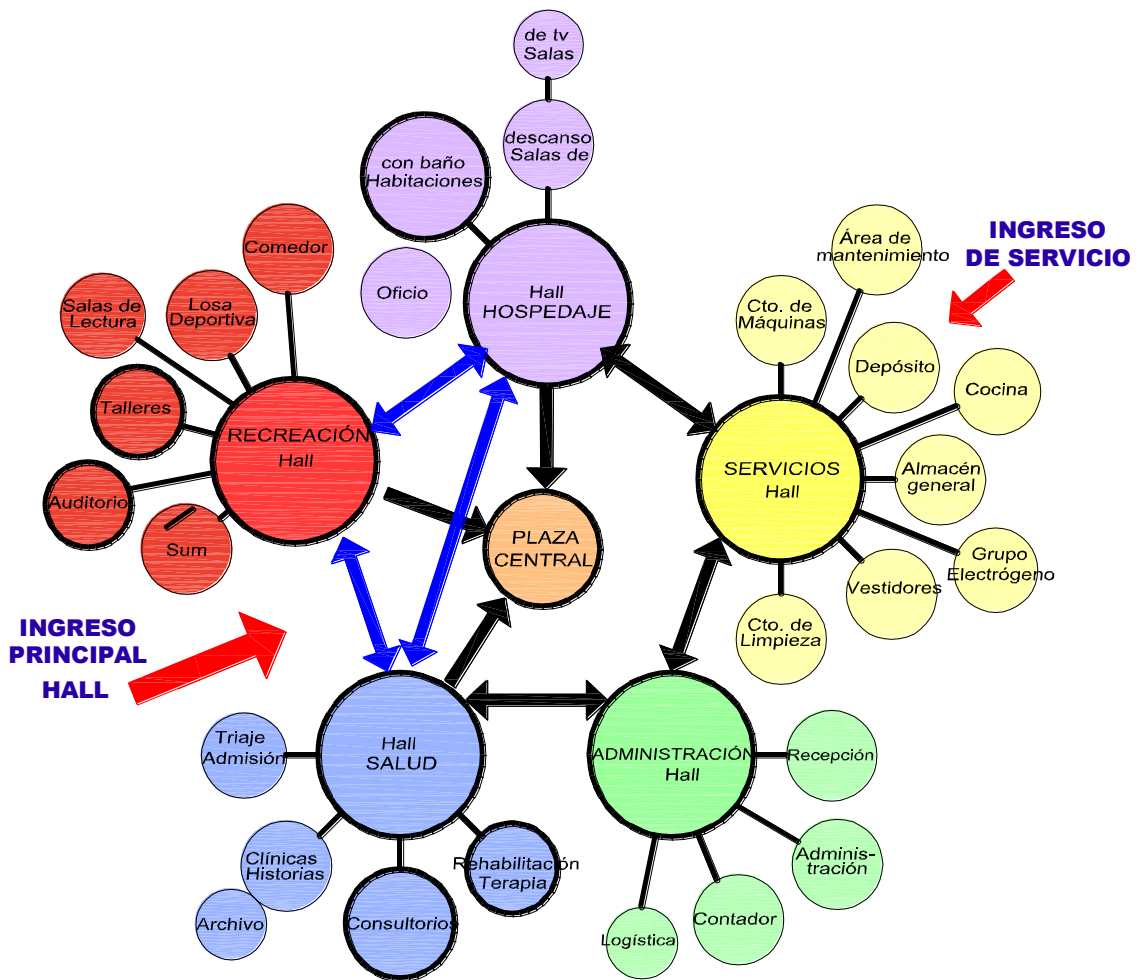 de tv
Salas
descanso
Salas de
con baño
Habitaciones
Oficio
Hall
HOSPEDAJE
Comedor
Salas de
Lectura
Losa
Deportiva
Talleres
Auditorio
Sum
RECREACIÓN
Hall
INGRESO
DE SERVICIO
Área de
mantenimiento
Cto. de
Máquinas
Depósito
Cocina
Almacén
general
Grupo
Electrógeno
Vestidores
Cto. de
Limpieza
SERVICIOS
Hall
PLAZA
CENTRAL
INGRESO
PRINCIPAL
HALL
Triaje
Admisión
Hall
SALUD
Clínicas
Historias
Archivo
Consultorios
Rehabilitación
Terapia
ADMINISTRACIÓN
Hall
Recepción
Adminis-
tración
Contador
Logística